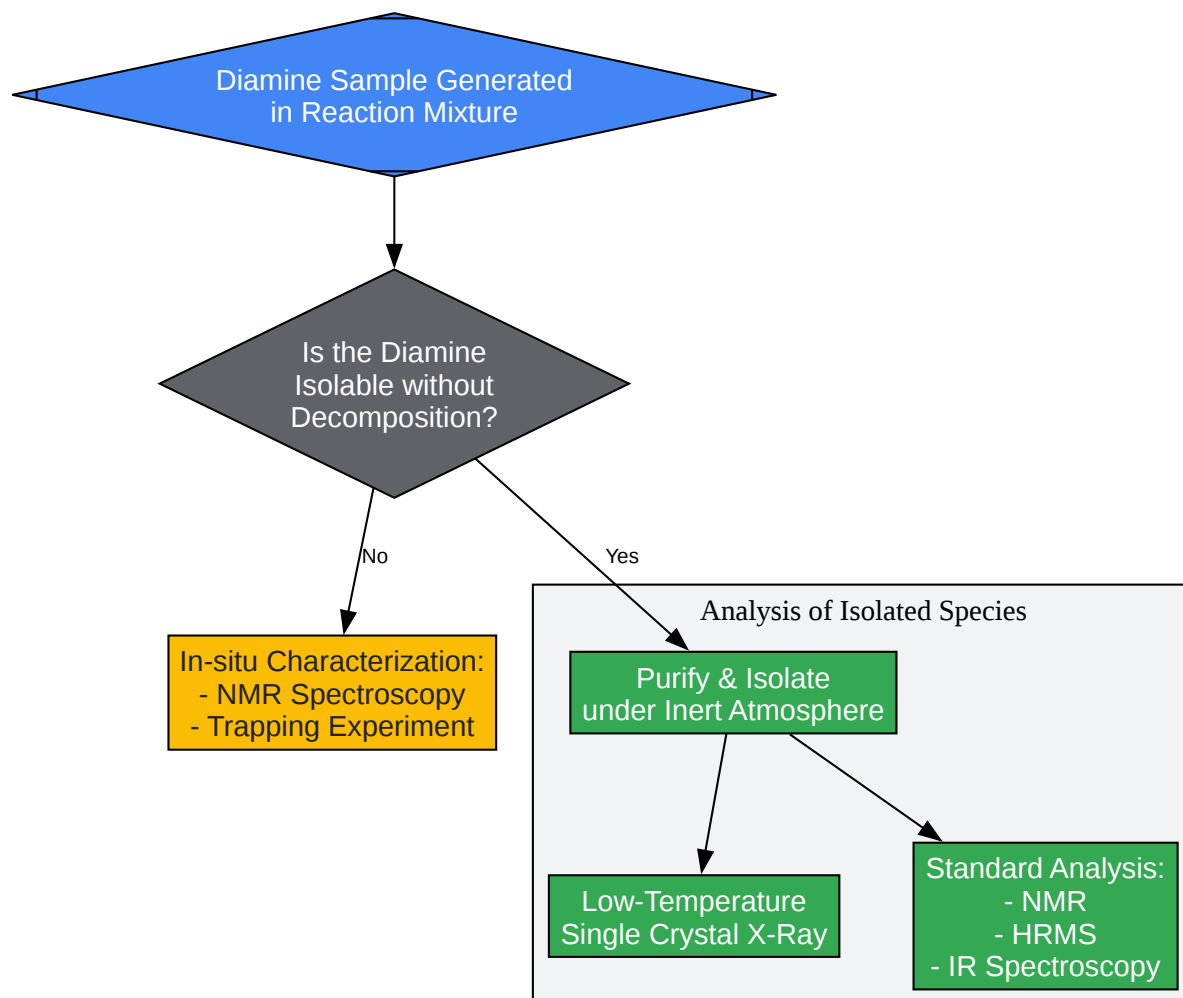 Diamine Sample Generated
in Reaction Mixture
Is the Diamine
Isolable without
Decomposition?
No
Yes
Analysis of Isolated Species
In-situ Characterization:
- NMR Spectroscopy
- Trapping Experiment
Purify & Isolate
under Inert Atmosphere
Low-Temperature
Single Crystal X-Ray
Standard Analysis:
- NMR
- HRMS
- IR Spectroscopy